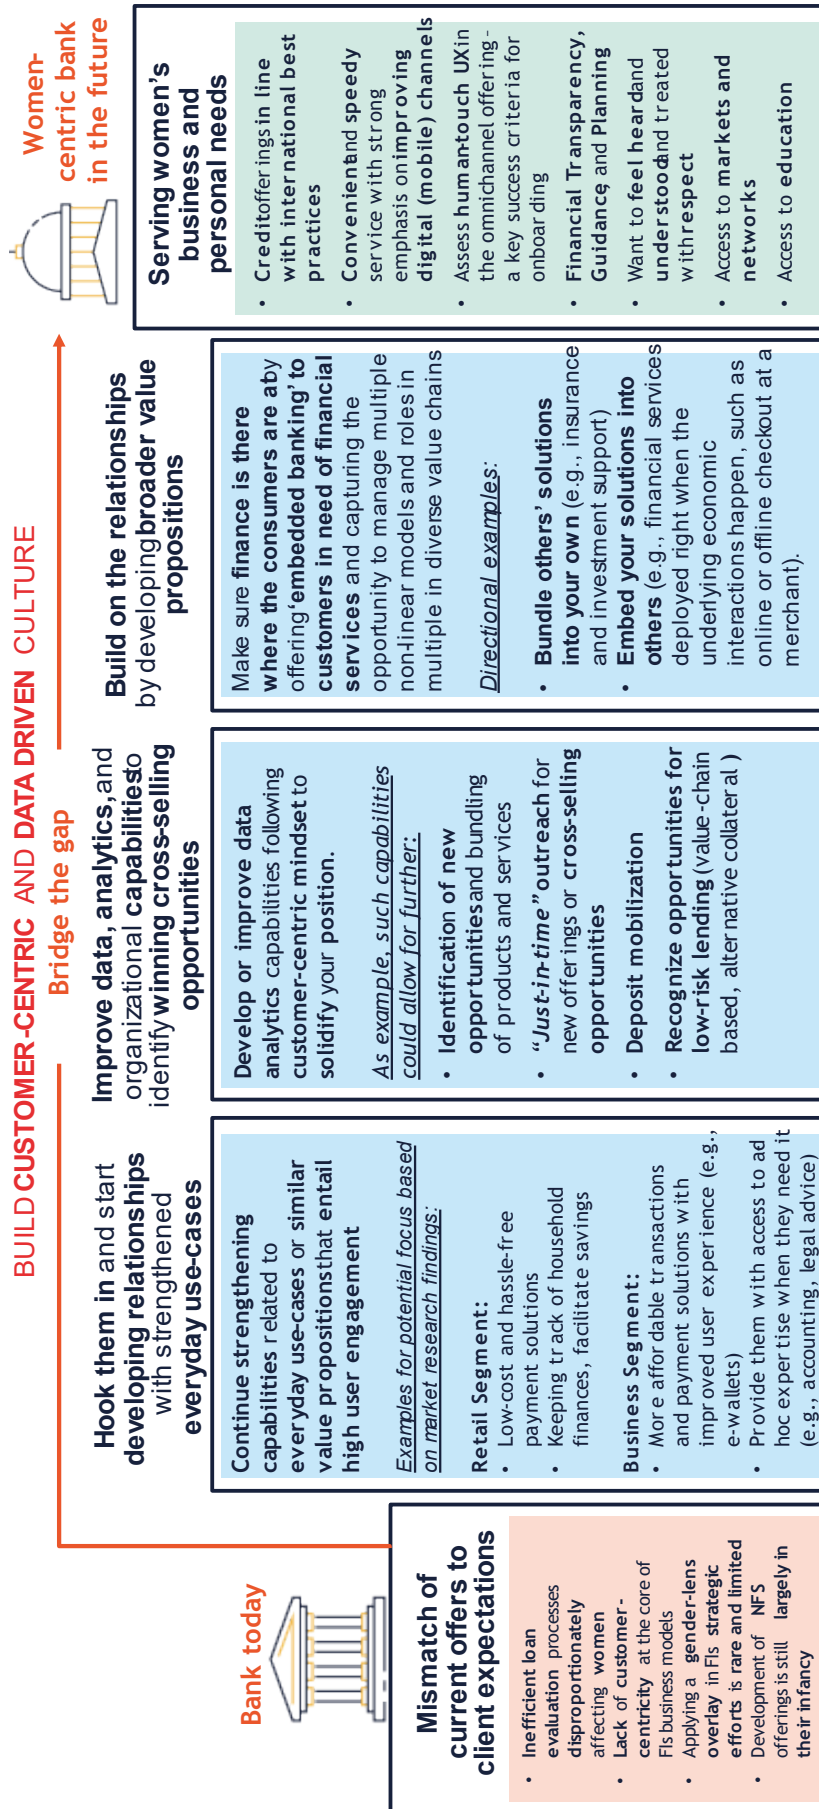 BUILD CUSTOMER-CENTRIC AND DATA DRIVEN CULTURE
Bridge the gap
Bank today
Mismatch of
current offers to
client expectations
• Inefficient loan
evaluation processes
disproportionately
affecting women
• Lack of customer-
centricity at the core of
FIs business models
• Applying a gender-lens
overlay in FIs strategic
efforts is rare and limited
• Development of NFS
offerings is still largely in
their infancy
Hook them in and start
developing relationships
with strengthened
everyday use-cases
Continue strengthening
capabilities related to
everyday use-cases or similar
value propositions that entail
high user engagement
Examples for potential focus based
on market research findings:
Retail Segment:
• Low-cost and hassle-free
payment solutions
• Keeping track of household
finances, facilitate savings
Business Segment:
• More affordable transactions
and payment solutions with
improved user experience (e.g.,
e-wallets)
• Provide them with access to ad
hoc expertise when they need it
(e.g., accounting, legal advice)
Improve data, analytics, and
organizational capabilities to
identify winning cross-selling
opportunities
Develop or improve data
analytics capabilities following
customer-centric mindset to
solidify your position.
As example, such capabilities
could allow for further:
• Identification of new
opportunities and bundling
of products and services
• "Just-in-time" outreach for
new offerings or cross-selling
opportunities
• Deposit mobilization
• Recognize opportunities for
low-risk lending (value-chain
based, alternative collateral)
Build on the relationships
by developing broader value
propositions
Make sure finance is there
where the consumers are at by
offering 'embedded banking' to
customers in need of financial
services and capturing the
opportunity to manage multiple
non-linear models and roles in
multiple in diverse value chains
Directional examples:
• Bundle others' solutions
into your own (e.g., insurance
and investment support)
• Embed your solutions into
others (e.g., financial services
deployed right when the
underlying economic
interactions happen, such as
online or offline checkout at a
merchant).
Women-
centric bank
in the future
Serving women's
business and
personal needs
• Credit offerings in line
with international best
practices
• Convenient and speedy
service with strong
emphasis on improving
digital (mobile) channels
• Assess human-touch UX in
the omnichannel offering -
a key success criteria for
onboarding
• Financial Transparency,
Guidance, and Planning
• Want to feel heard and
understood and treated
with respect
• Access to markets and
networks
• Access to education